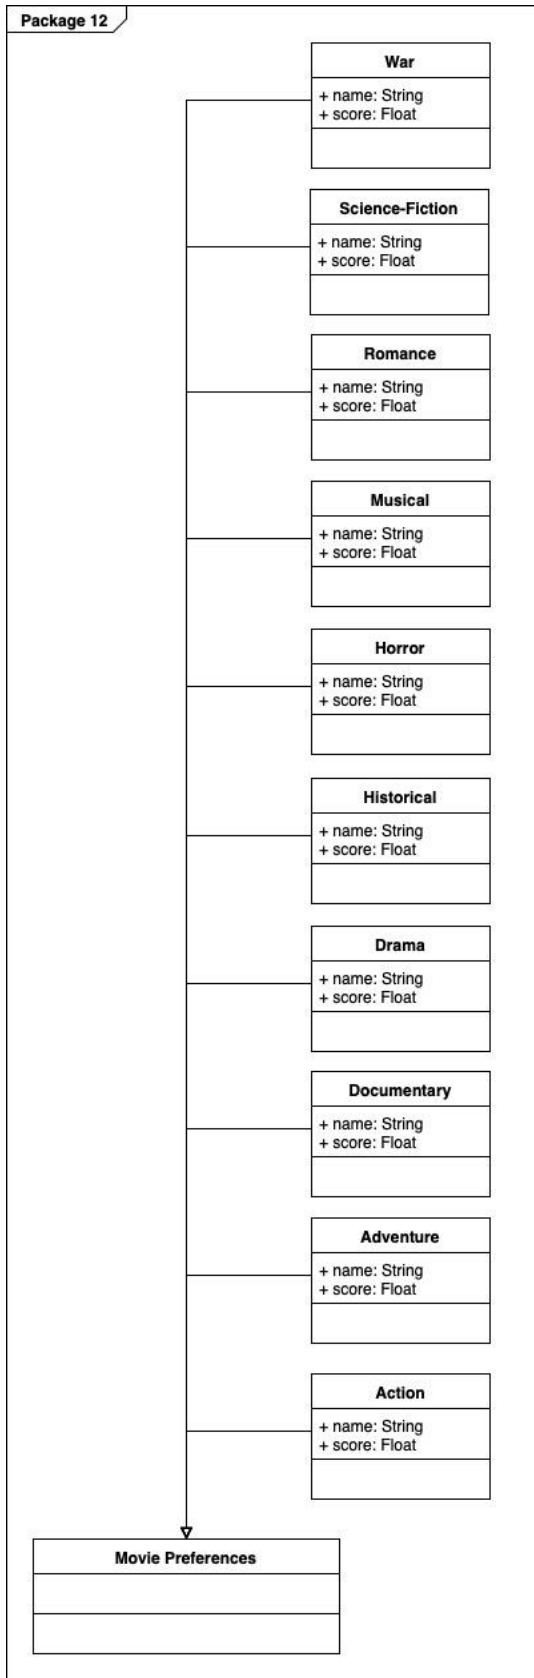 Package 12
War
+ name: String
+ score: Float
Science-Fiction
+ name: String
+ score: Float
Romance
+ name: String
+ score: Float
Musical
+ name: String
+ score: Float
Horror
+ name: String
+ score: Float
Historical
+ name: String
+ score: Float
Drama
+ name: String
+ score: Float
Documentary
+ name: String
+ score: Float
Adventure
+ name: String
+ score: Float
Action
+ name: String
+ score: Float
Movie Preferences